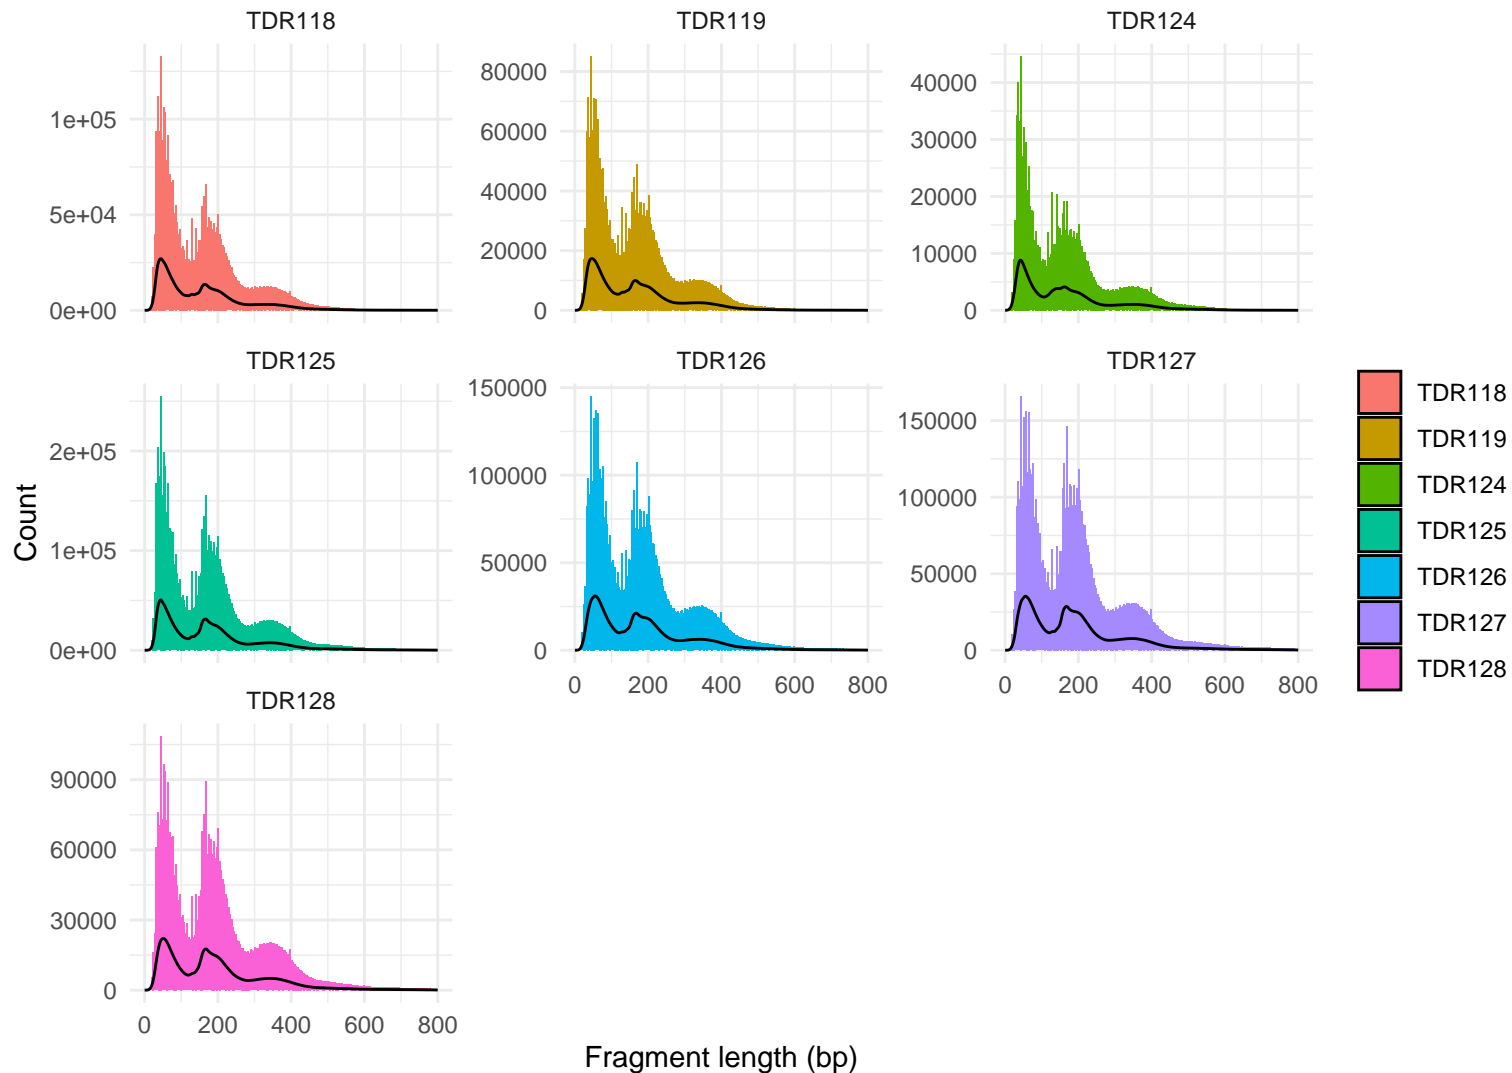 TDR118
TDR119
TDR124
1e+05
5e+04
0e+00
80000
60000
40000
20000
0
40000
30000
20000
10000
0
TDR125
TDR126
TDR127
2e+05
1e+05
0e+00
150000
100000
50000
0
0 200 400 600 800
150000
100000
50000
0
0 200 400 600 800
TDR128
90000
60000
30000
0
0 200 400 600 800
Count
Fragment length (bp)
TDR118
TDR119
TDR124
TDR125
TDR126
TDR127
TDR128